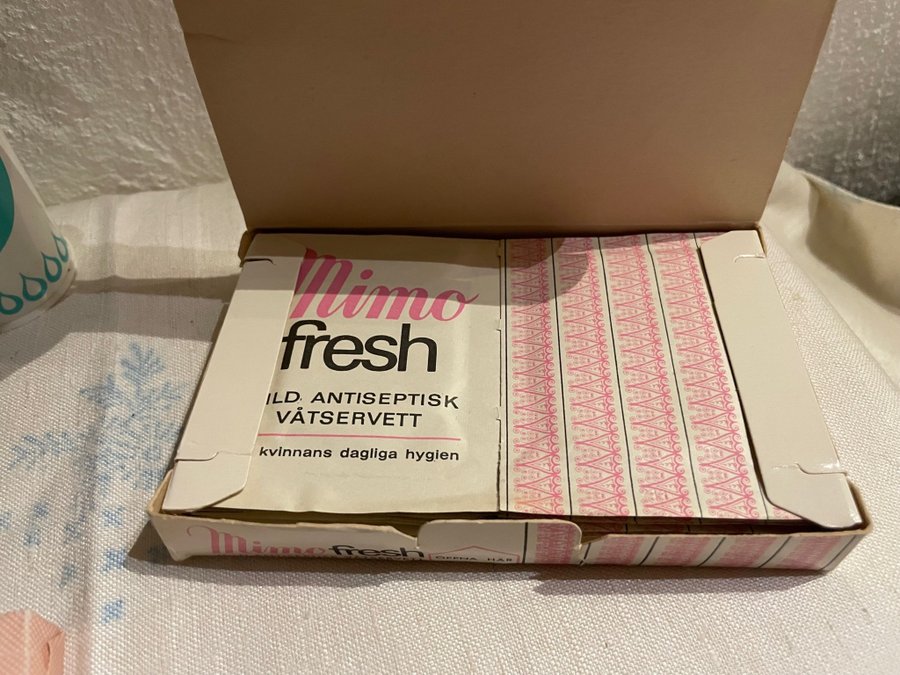 Mimo
fresh
ILD ANTISEPTISK
VÅTSERVETT
kvinnans dagliga hygien
Mimo fresh
ÖPPNA HÄR